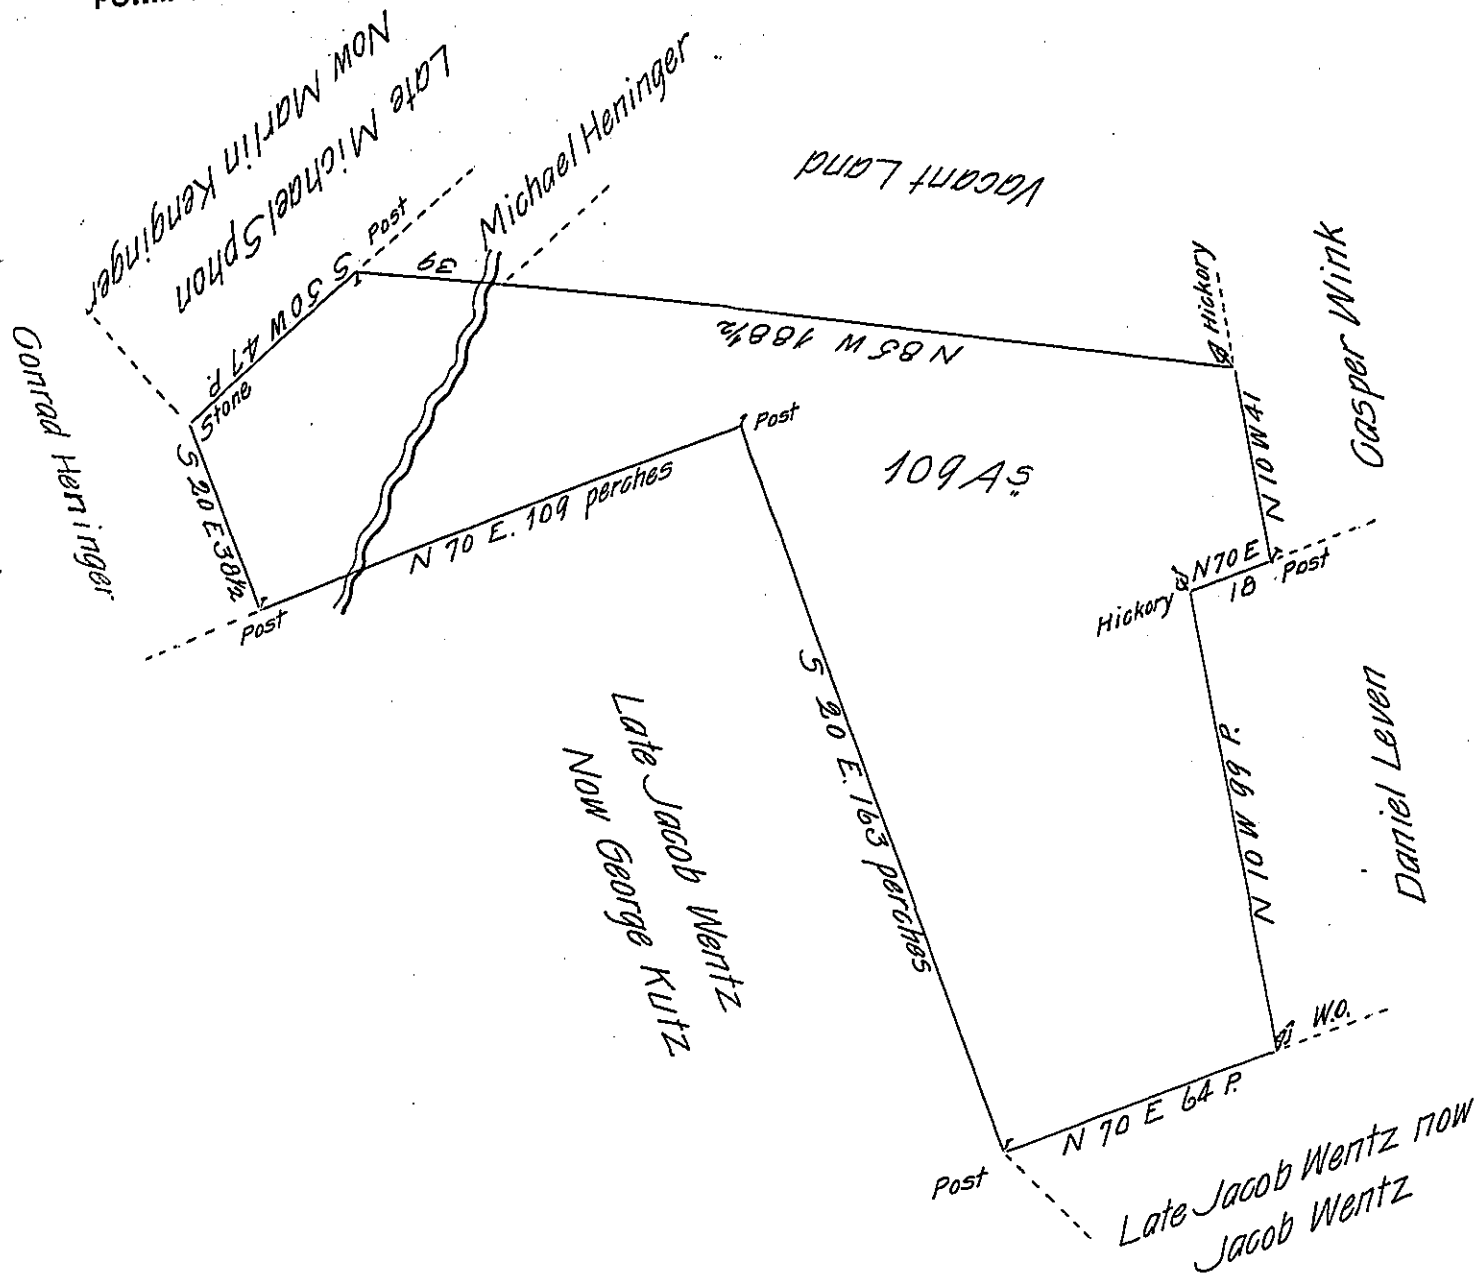 Now Marlin Kenginger
Late Michael Sphon
Michael Heninger
Vacant Land
Post
S 50 W 47 P.
39
Stone
N 85 W 188½
Hickory
Casper Wink
Conrad Heninger
S 20 E 38½
Post
N 70 E. 109 perches
Post
109 As
N 10 W 41
N 70 E
18
Post
Hickory
Late Jacob Wentz
Now George Kutz
S 20 E. 163 perches
N 10 W 99 P.
Daniel Leven
W.O.
N 70 E 64 P.
Post
Late Jacob Wentz now
Jacob Wentz